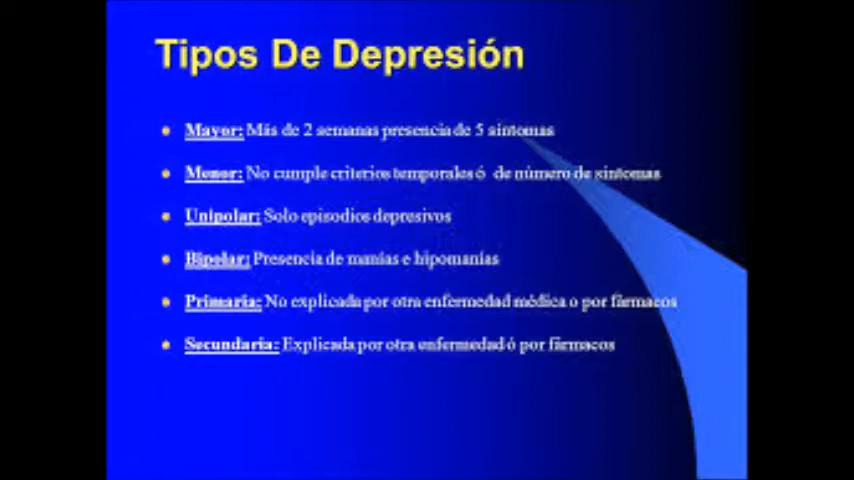 Tipos De Depresión
Mayor: Más de 2 semanas presencia de 5 síntomas
Menor: No cumple criterios temporales ó de número de síntomas
Unipolar: Solo episodios depresivos
Bipolar: Presencia de manías e hipomanías
Primaria: No explicada por otra enfermedad médica o por fármacos
Secundaria: Explicada por otra enfermedad ó por fármacos